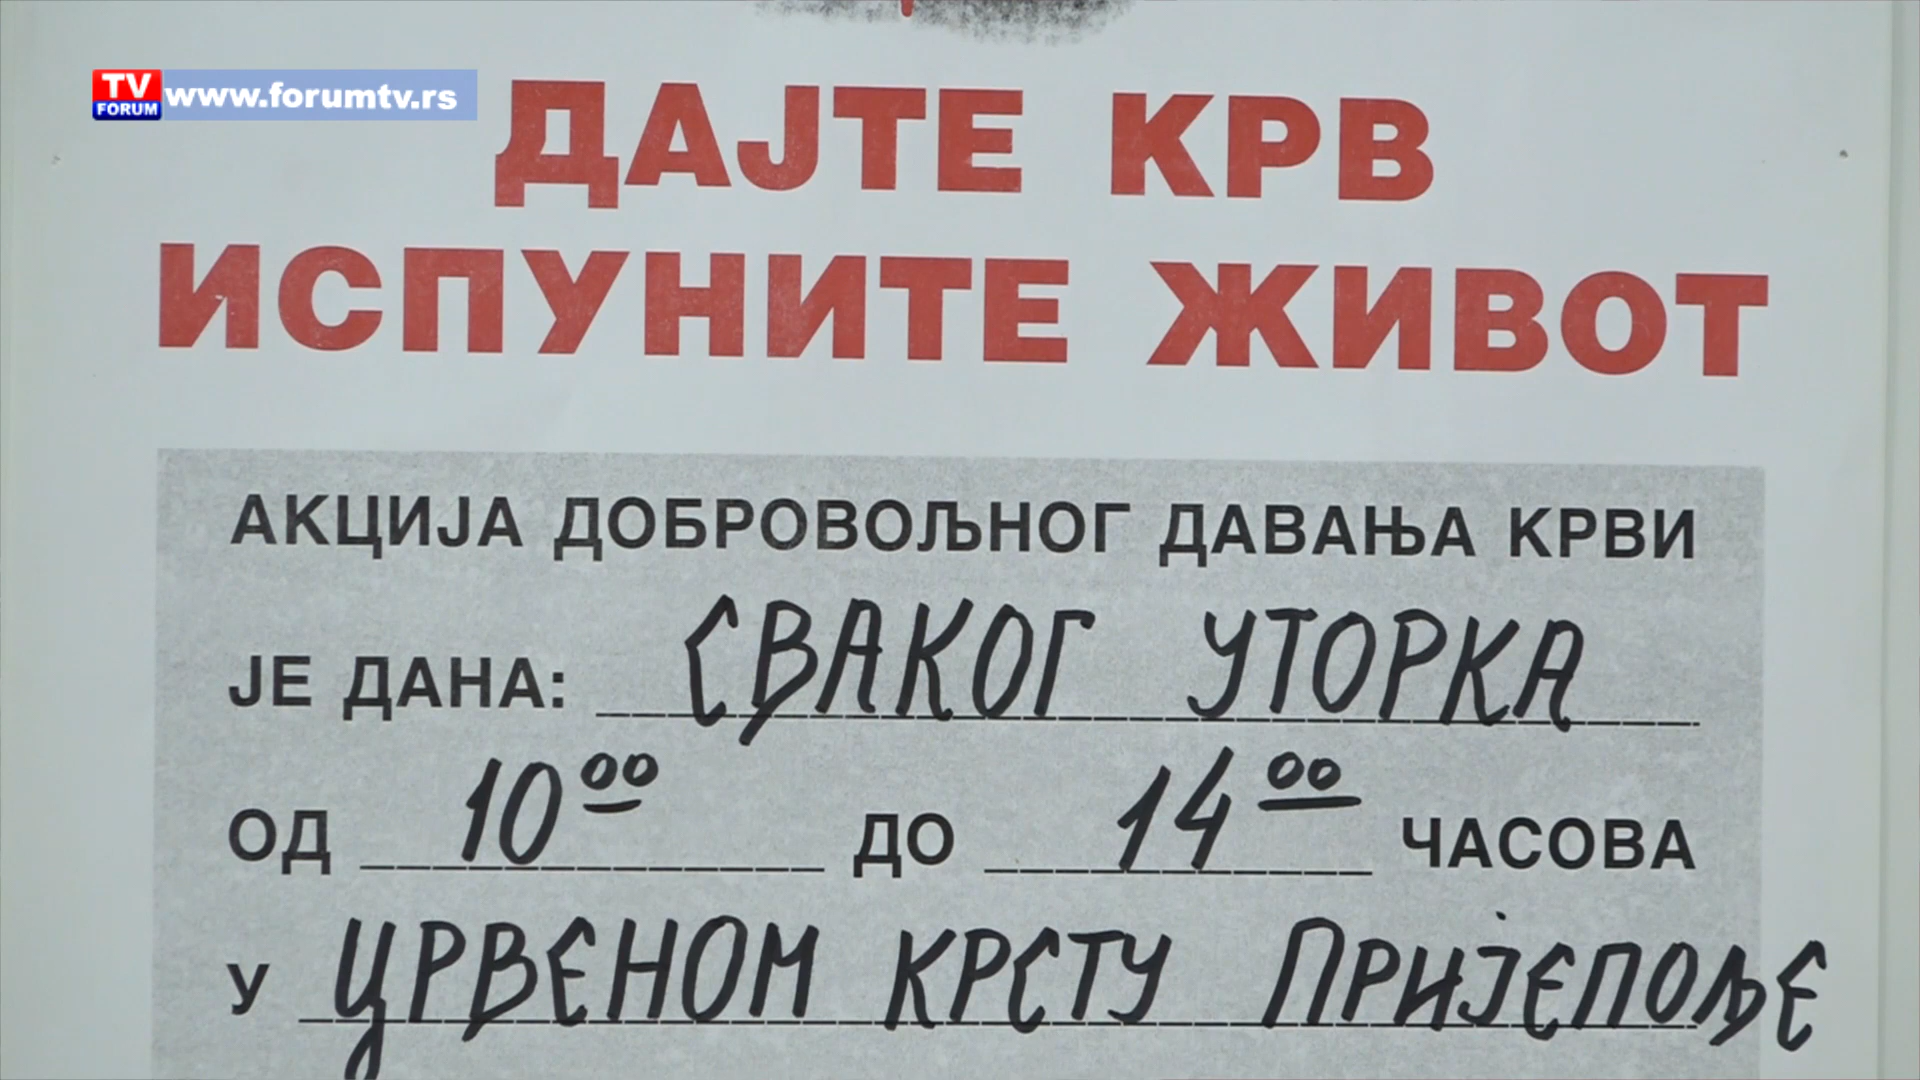 TV FORUM www.forumtv.rs
ДАЈТЕ КРВ
ИСПУНИТЕ ЖИВОТ
АКЦИЈА ДОБРОВОЉНОГ ДАВАЊА КРВИ
ЈЕ ДАНА: СВАКОГ УТОРКА
ОД 10⁰⁰ ДО 14⁰⁰ ЧАСОВА
У ЦРВЕНОМ КРСТУ ПРИЈЕПОЉЕ